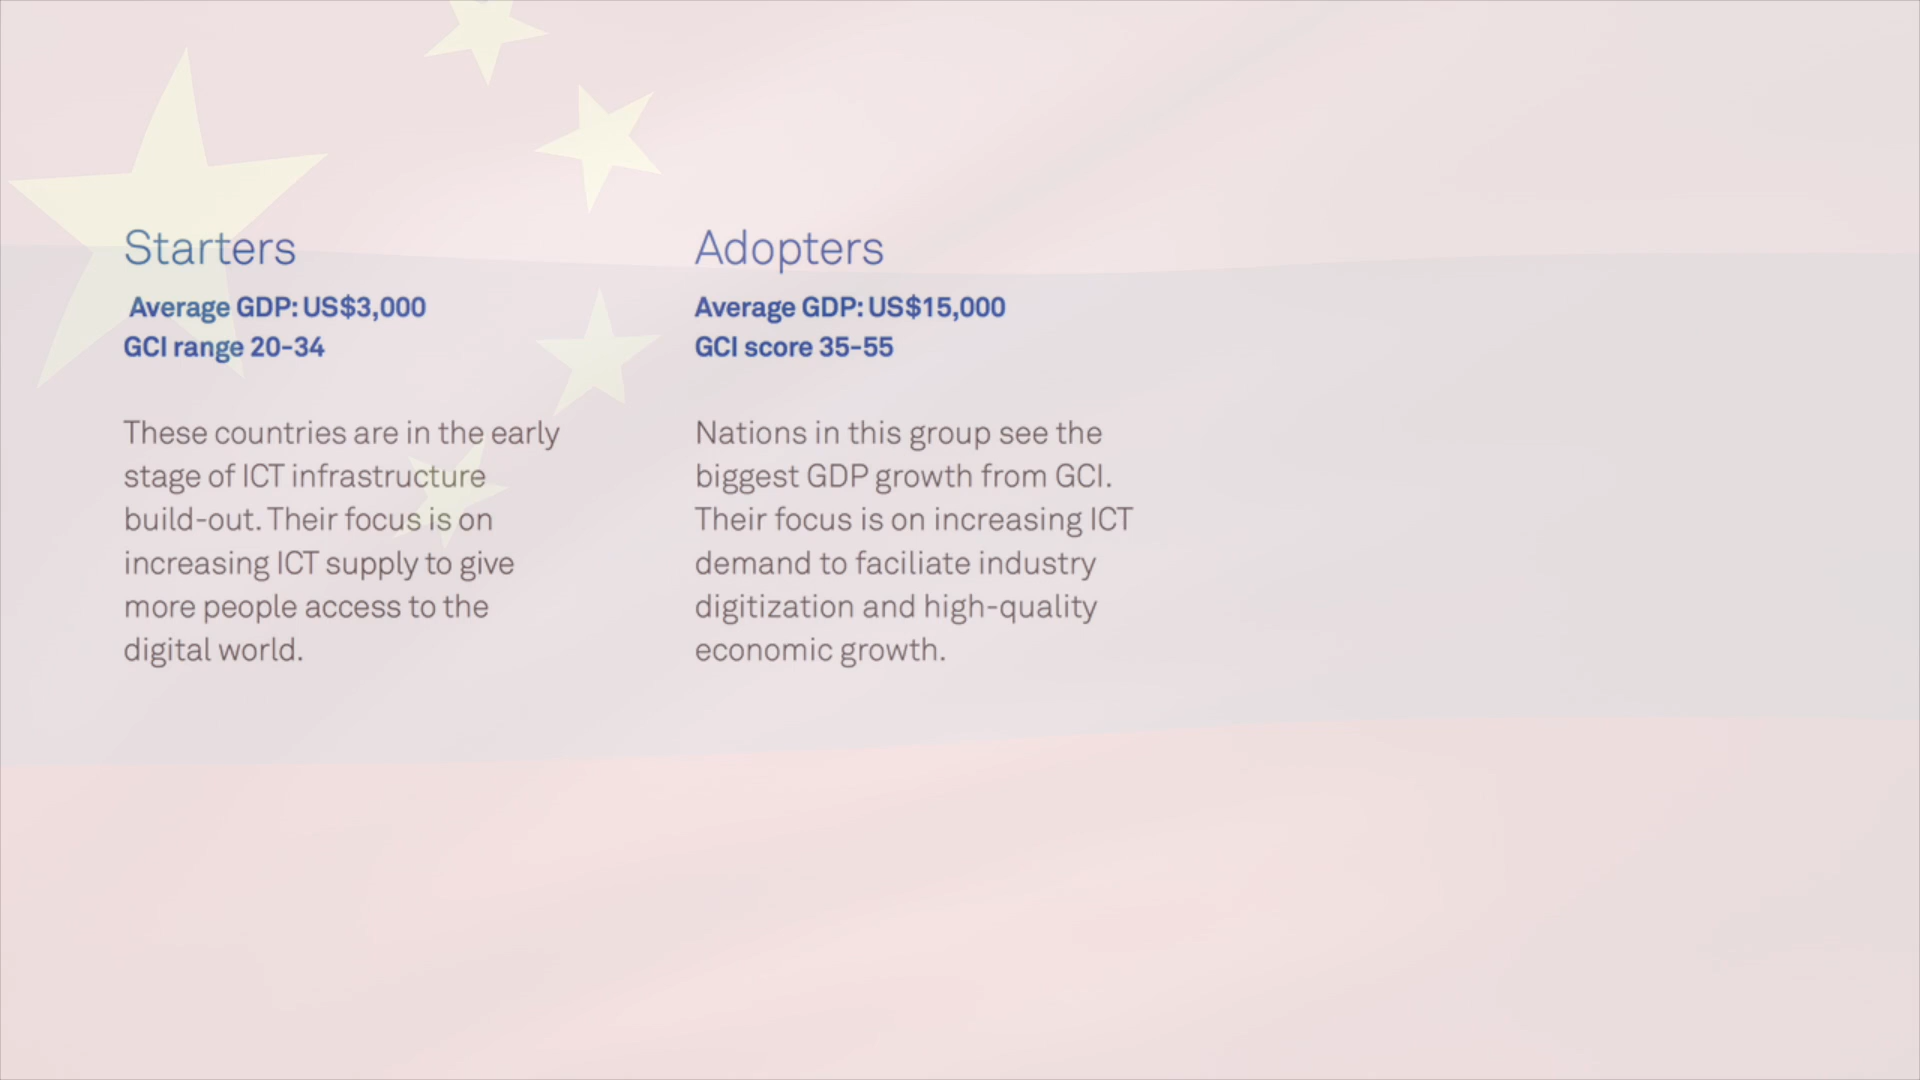 Starters
Average GDP: US$3,000
GCI range 20-34
These countries are in the early
stage of ICT infrastructure
build-out. Their focus is on
increasing ICT supply to give
more people access to the
digital world.
Adopters
Average GDP: US$15,000
GCI score 35-55
Nations in this group see the
biggest GDP growth from GCI.
Their focus is on increasing ICT
demand to faciliate industry
digitization and high-quality
economic growth.